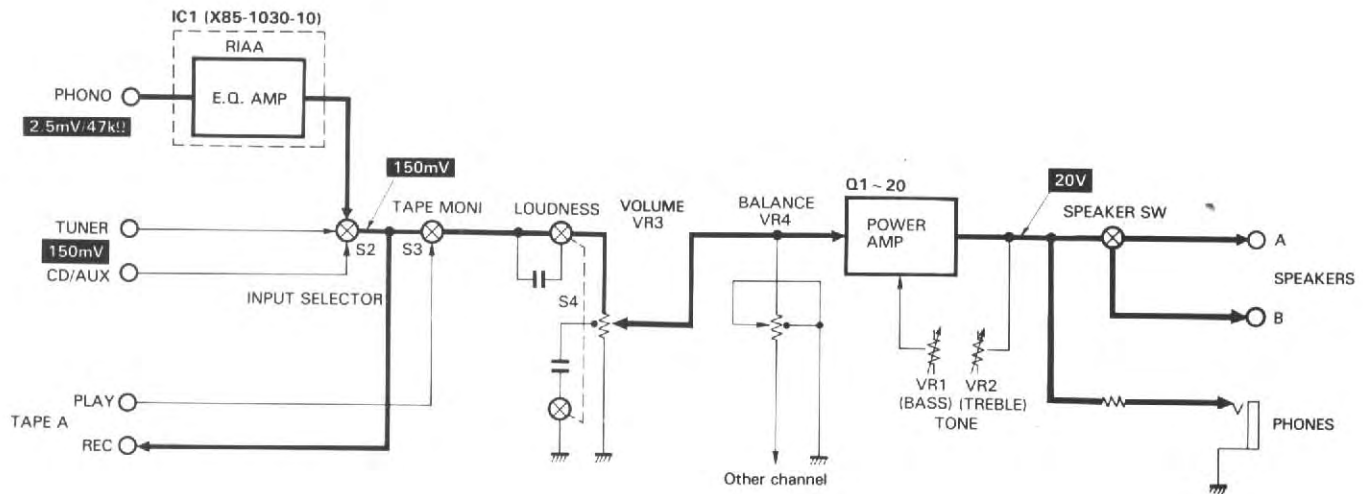 IC1 (X85-1030-10)
RIAA
E.Q. AMP
PHONO
2.5mV/47kΩ
150mV
TAPE MONI
LOUDNESS
VOLUME
VR3
BALANCE
VR4
Q1 ~ 20
POWER
AMP
20V
SPEAKER SW
TUNER
150mV
CD/AUX
S2
S3
INPUT SELECTOR
S4
A
SPEAKERS
B
VR1
(BASS)
VR2
(TREBLE)
TONE
PLAY
TAPE A
REC
PHONES
Other channel